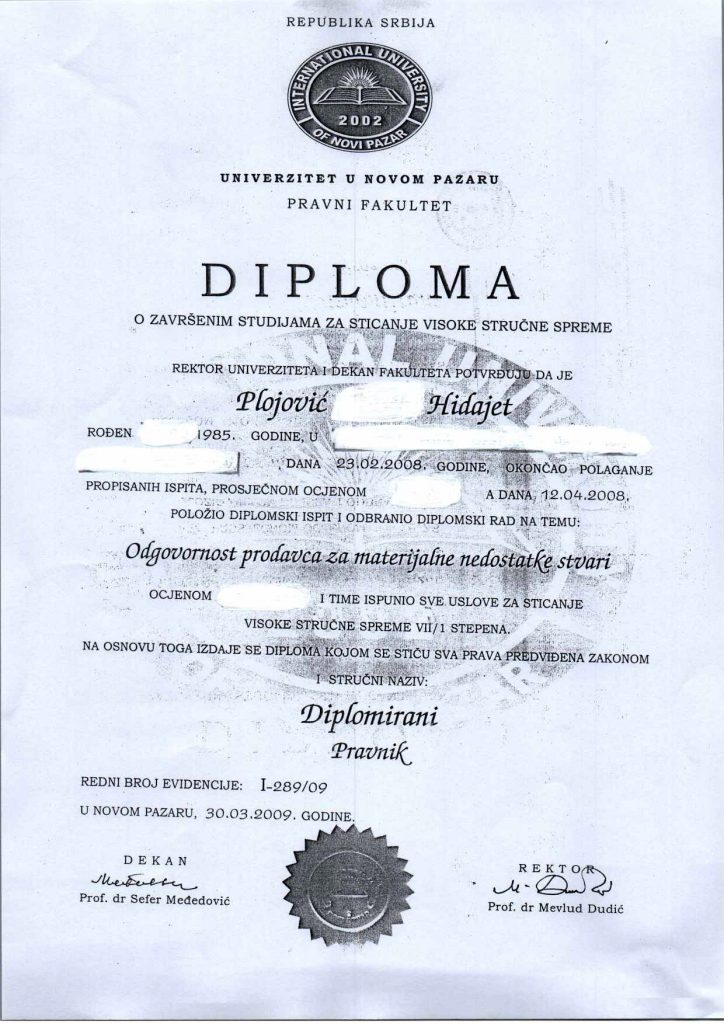 REPUBLIKA SRBIJA
INTERNATIONAL UNIVERSITY
2002
OF NOVI PAZAR
UNIVERZITET U NOVOM PAZARU
PRAVNI FAKULTET
DIPLOMA
O ZAVRŠENIM STUDIJAMA ZA STICANJE VISOKE STRUČNE SPREME
REKTOR UNIVERZITETA I DEKAN FAKULTETA POTVRĐUJU DA JE
Plojović Hidajet
ROĐEN 1985. GODINE, U
DANA 23.02.2008. GODINE, OKONČAO POLAGANJE
PROPISANIH ISPITA, PROSJEČNOM OCJENOM A DANA, 12.04.2008.
POLOŽIO DIPLOMSKI ISPIT I ODBRANIO DIPLOMSKI RAD NA TEMU:
Odgovornost prodavca za materijalne nedostatke stvari
OCJENOM I TIME ISPUNIO SVE USLOVE ZA STICANJE
VISOKE STRUČNE SPREME VII/1 STEPENA.
NA OSNOVU TOGA IZDAJE SE DIPLOMA KOJOM SE STIČU SVA PRAVA PREDVIĐENA ZAKONOM
I STRUČNI NAZIV:
Diplomirani
Pravnik
REDNI BROJ EVIDENCIJE: I-289/09
U NOVOM PAZARU, 30.03.2009. GODINE.
DEKAN
Prof. dr Sefer Međedović
REKTOR
Prof. dr Mevlud Dudić